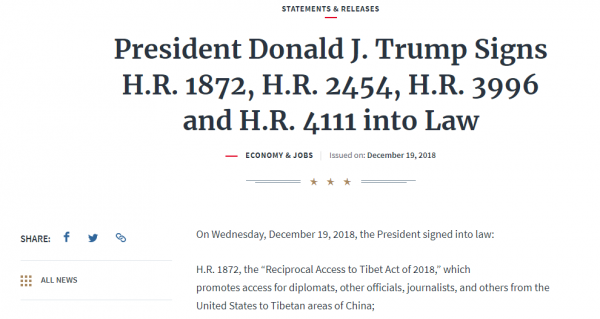 STATEMENTS & RELEASES
President Donald J. Trump Signs
H.R. 1872, H.R. 2454, H.R. 3996
and H.R. 4111 into Law
ECONOMY & JOBS Issued on: December 19, 2018
SHARE:
ALL NEWS
On Wednesday, December 19, 2018, the President signed into law:
H.R. 1872, the “Reciprocal Access to Tibet Act of 2018,” which
promotes access for diplomats, other officials, journalists, and others from the
United States to Tibetan areas of China;